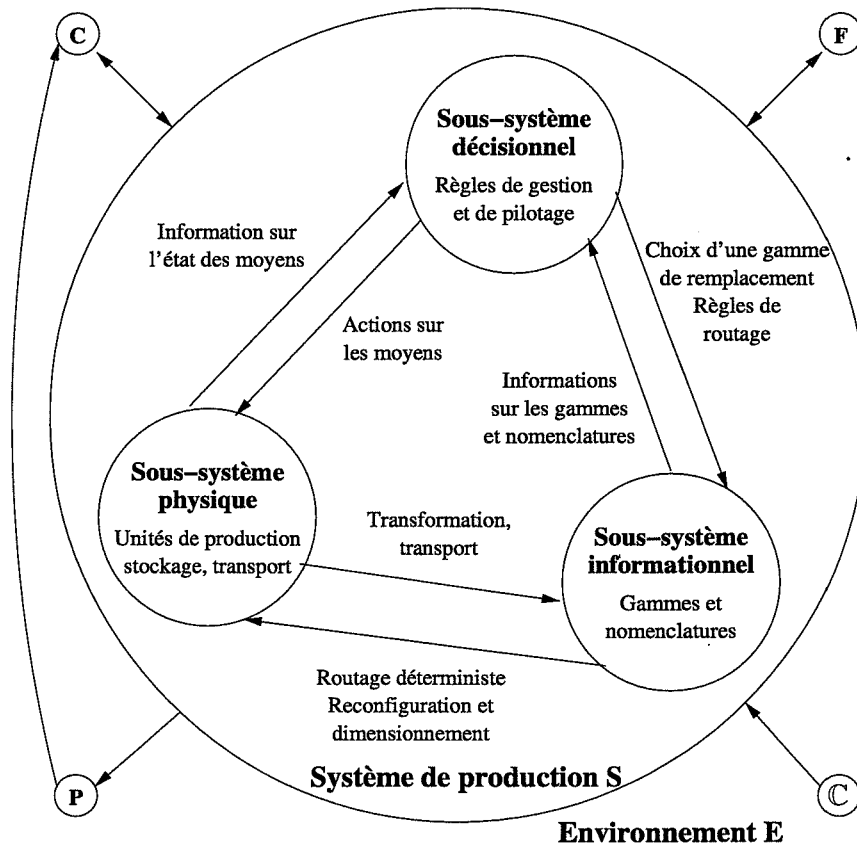 C
F
Sous–système
décisionnel
Règles de gestion
et de pilotage
Information sur
l'état des moyens
Choix d'une gamme
de remplacement
Règles de
routage
Actions sur
les moyens
Informations
sur les gammes
et nomenclatures
Sous–système
physique
Unités de production
stockage, transport
Transformation,
transport
Sous–système
informationnel
Gammes et
nomenclatures
Routage déterministe
Reconfiguration et
dimensionnement
Système de production S
P
ℂ
Environnement E